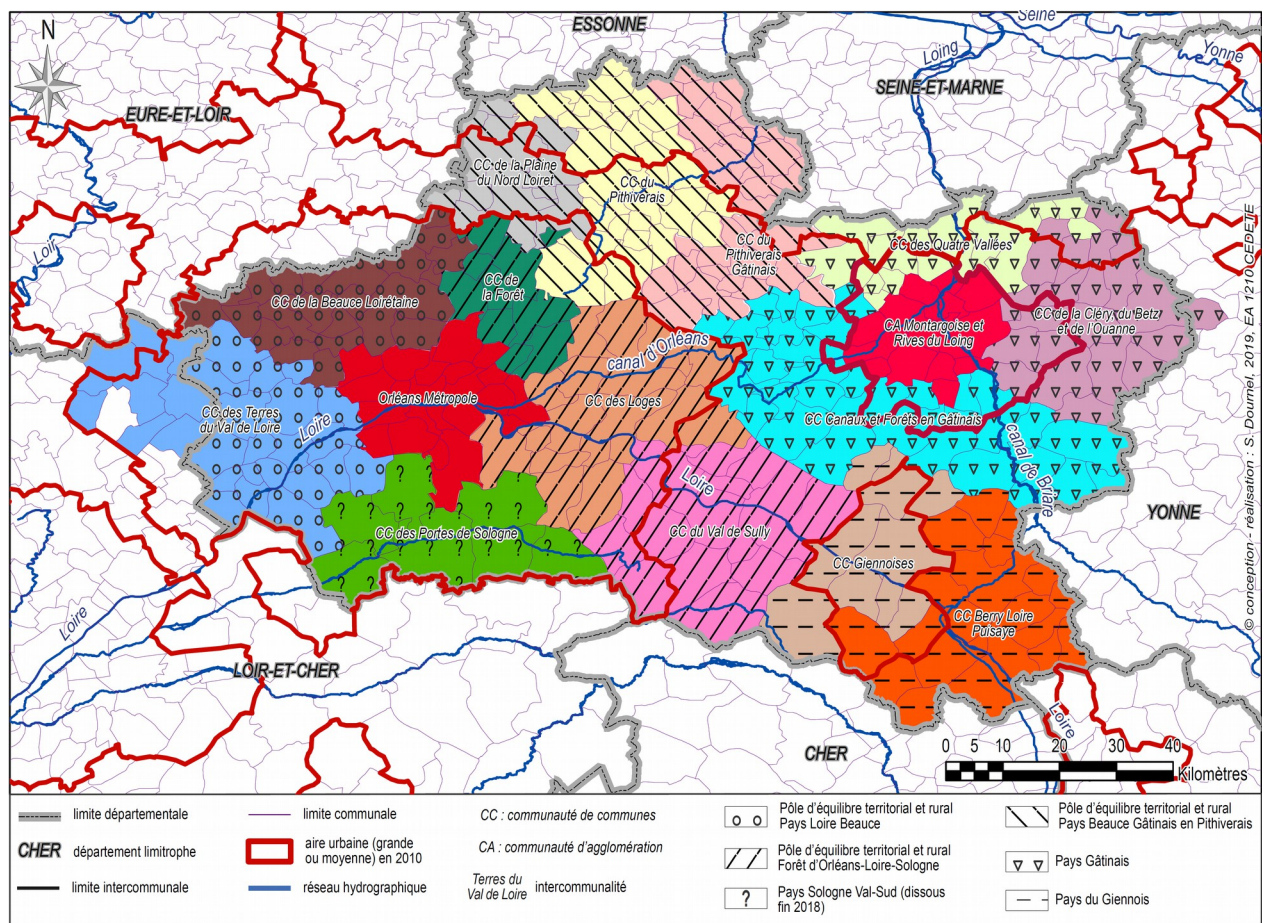 N
ESSONNE
Seine
Loing
Yonne
SEINE-ET-MARNE
EURE-ET-LOIR
CC de la Plaine
du Nord Loiret
CC du
Pithiverais
Loir
CC du
Pithiverais
Gâtinais
CC des Quatre Vallées
CC de
la Forêt
CC de la Beauce Loirétaine
CA Montargoise et
Rives du Loing
CC de la Cléry, du Betz
et de l'Ouanne
canal d'Orléans
Orléans Métropole
CC des Loges
CC des Terres
du Val de Loire
Loire
CC Canaux et Forêts en Gâtinais
canal de Briare
Loire
YONNE
CC des Portes de Sologne
CC du Val de Sully
CC Giennoises
CC Berry Loire
Puisaye
Loire
LOIR-ET-CHER
Loire
CHER
0 5 10 20 30 40
Kilomètres
© conception - réalisation : S. Dournel, 2019, EA 1210 CEDETE
limite départementale
CHER département limitrophe
limite intercommunale
limite communale
aire urbaine (grande
ou moyenne) en 2010
réseau hydrographique
CC : communauté de communes
CA : communauté d'agglomération
Terres du
Val de Loire intercommunalité
Pôle d'équilibre territorial et rural
Pays Loire Beauce
Pôle d'équilibre territorial et rural
Forêt d'Orléans-Loire-Sologne
? Pays Sologne Val-Sud (dissous
fin 2018)
Pôle d'équilibre territorial et rural
Pays Beauce Gâtinais en Pithiverais
Pays Gâtinais
Pays du Giennois